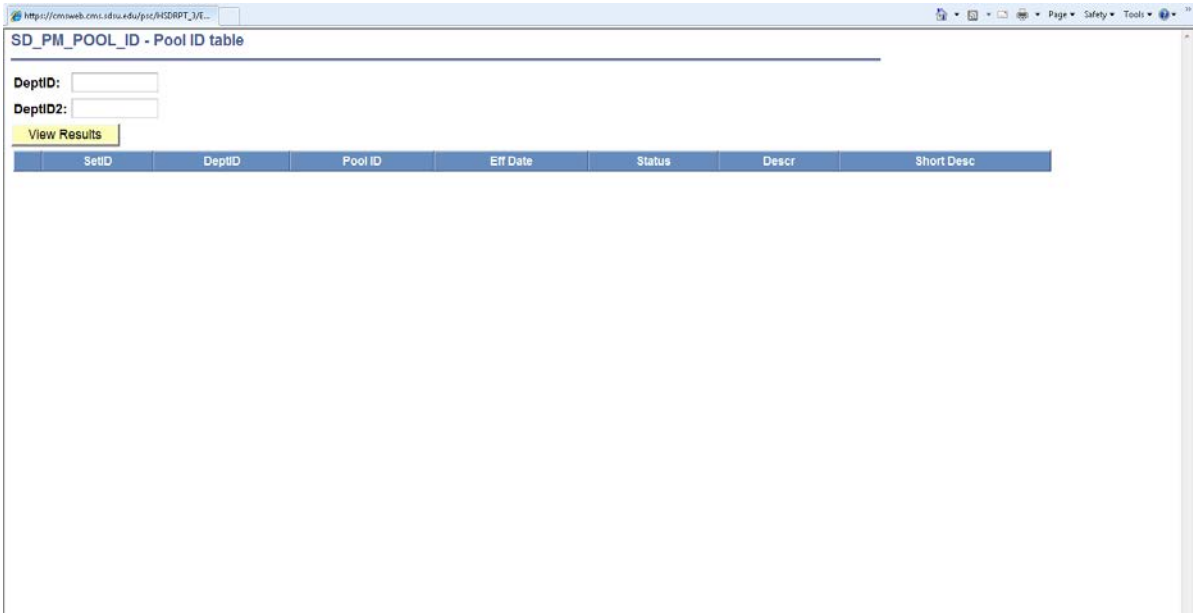 https://cmsweb.cms.sdsu.edu/psc/HSDRPT_3/E...
Page Safety Tools
SD_PM_POOL_ID - Pool ID table
DeptID:
DeptID2:
View Results
SetID DeptID Pool ID Eff Date Status Descr Short Desc